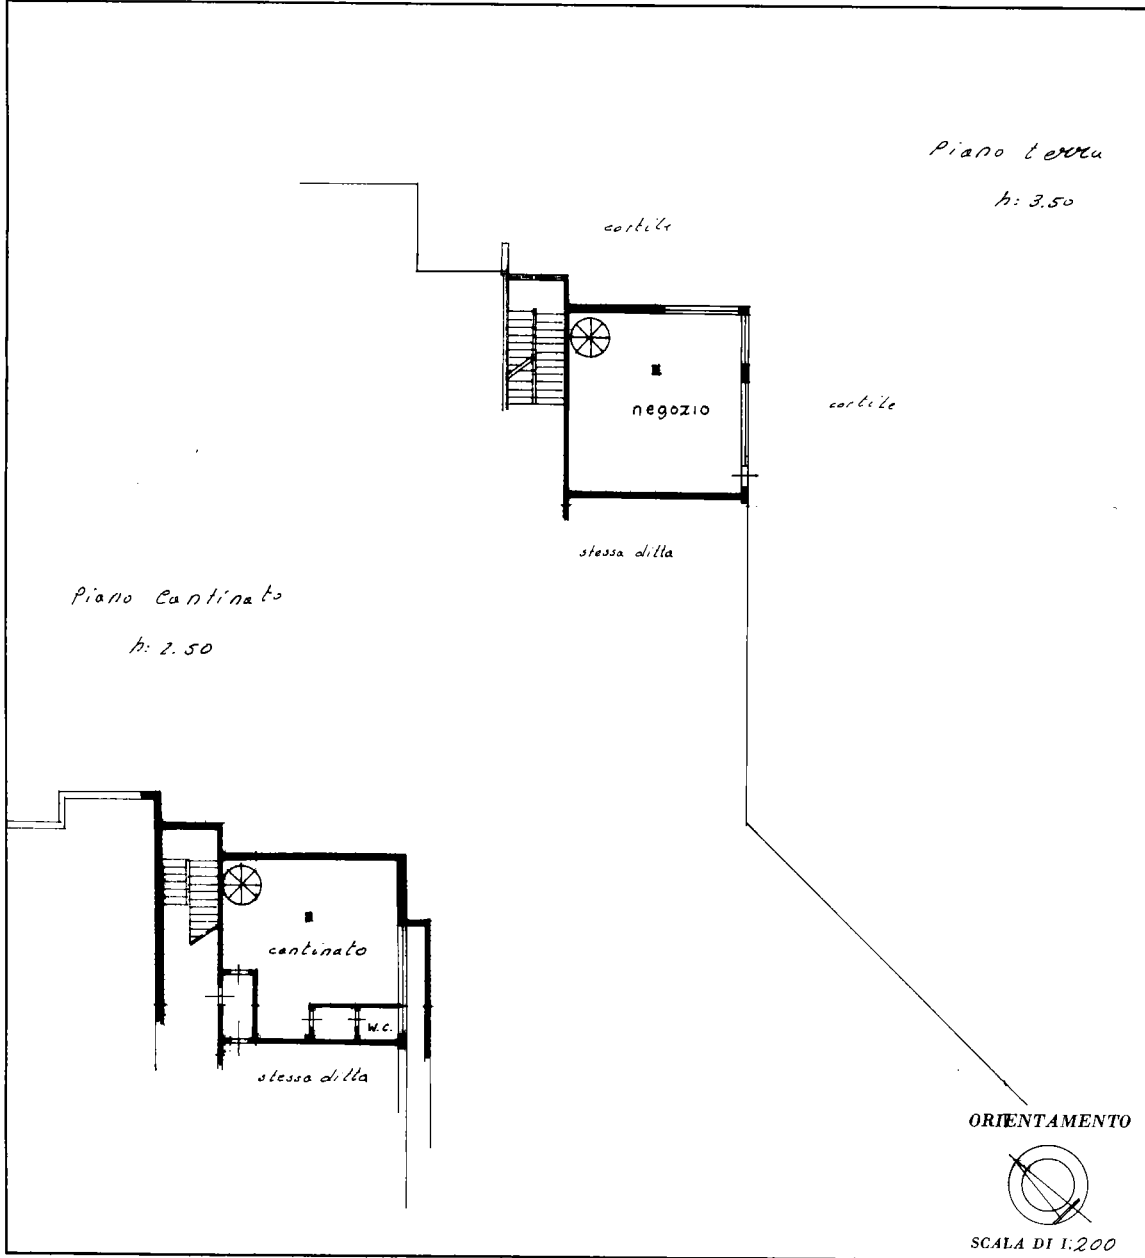 Piano terra
h: 3.50
cortile
negozio
cortile
stessa ditta
Piano Cantinato
h: 2.50
cantinato
W.C.
stessa ditta
ORIENTAMENTO
SCALA DI 1:200